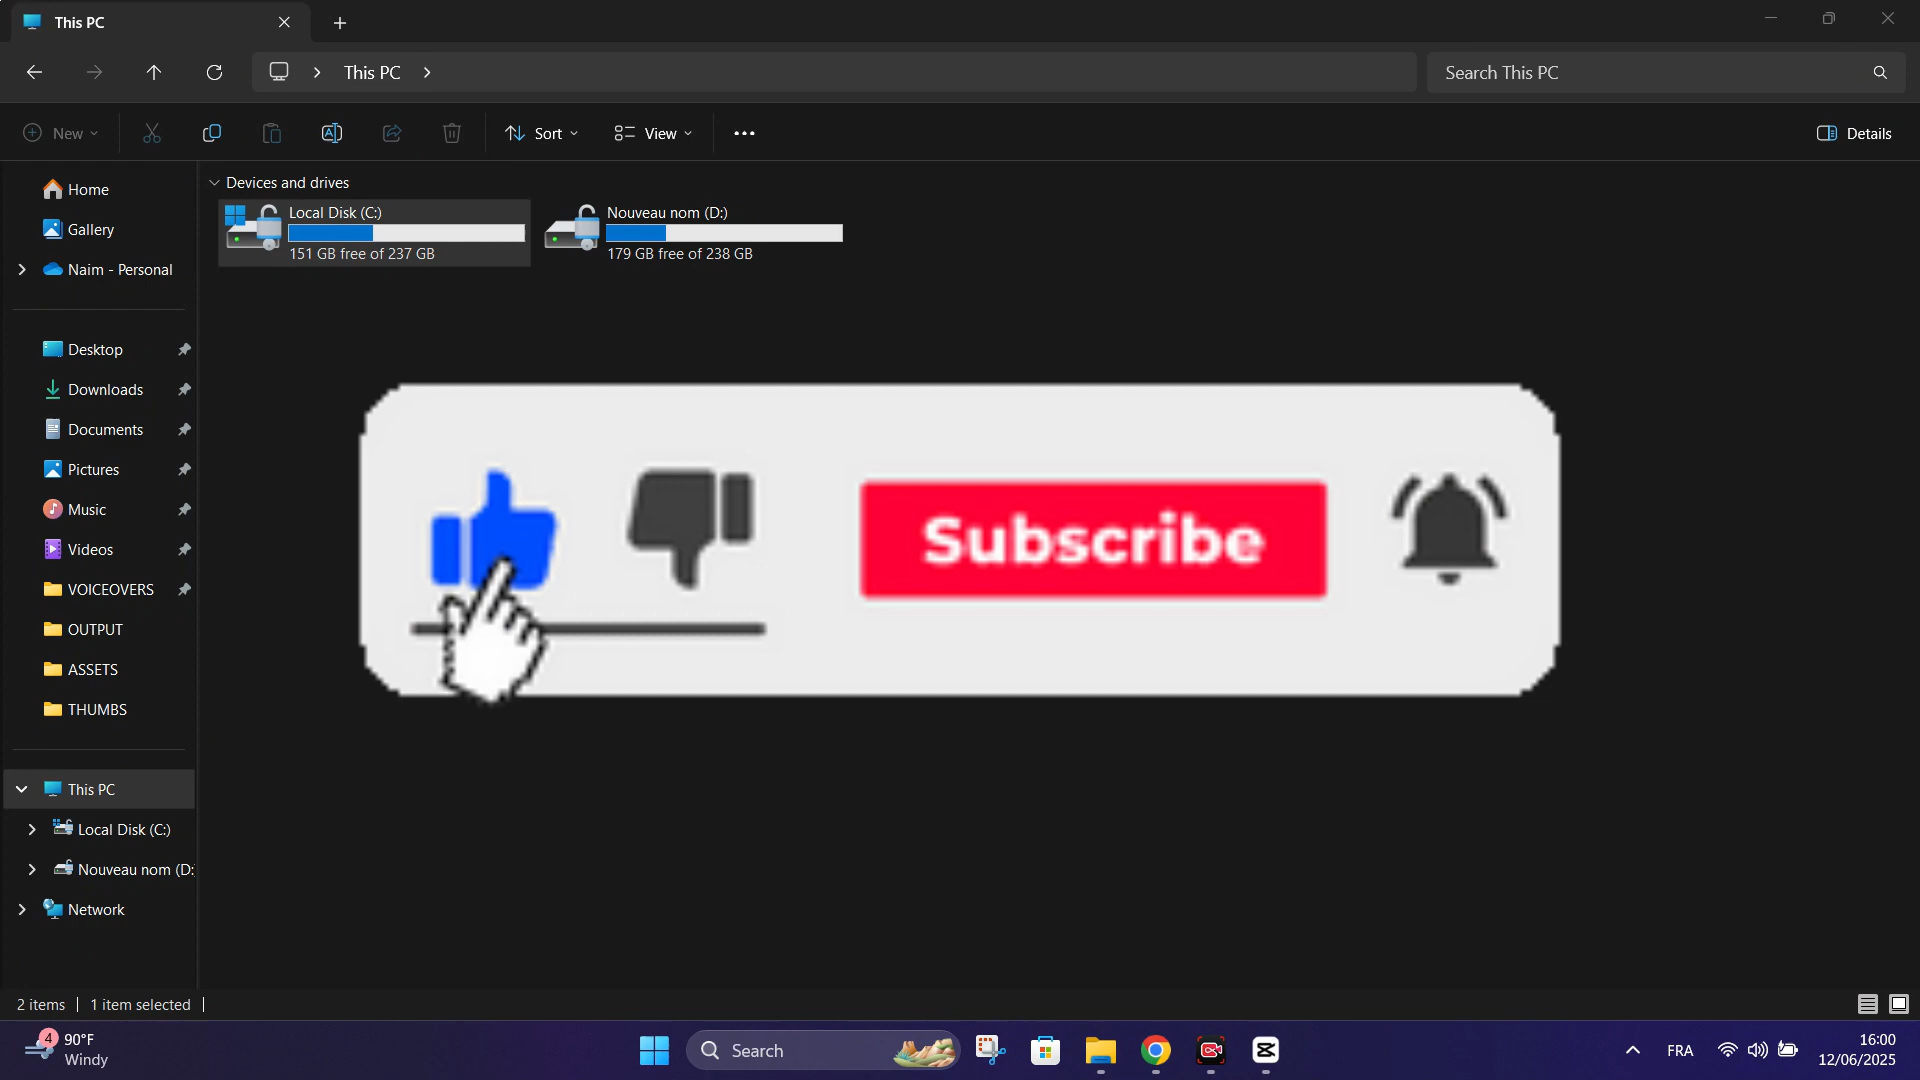 This PC
This PC
Search This PC
New
Sort
View
Details
Home
Gallery
Naim - Personal
Desktop
Downloads
Documents
Pictures
Music
Videos
VOICEOVERS
OUTPUT
ASSETS
THUMBS
This PC
Local Disk (C:)
Nouveau nom (D:
Network
Devices and drives
Local Disk (C:)
151 GB free of 237 GB
Nouveau nom (D:)
179 GB free of 238 GB
Subscribe
2 items
1 item selected
4
90°F
Windy
Search
FRA
16:00
12/06/2025